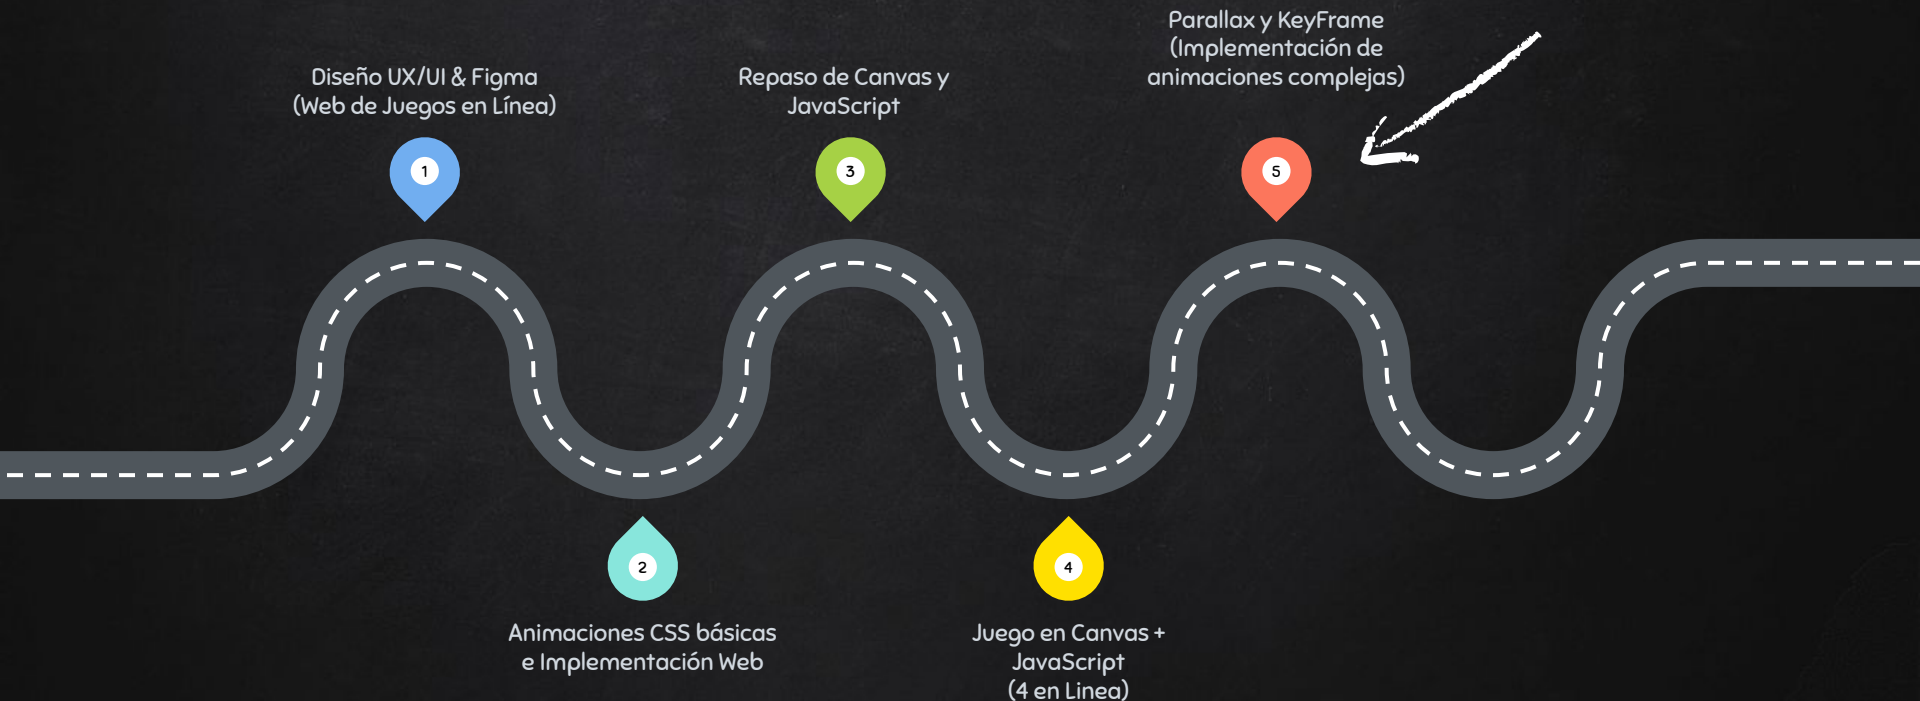 Diseño UX/UI & Figma
(Web de Juegos en Línea)
1
Animaciones CSS básicas
e Implementación Web
2
Repaso de Canvas y
JavaScript
3
Juego en Canvas +
JavaScript
(4 en Linea)
4
Parallax y KeyFrame
(Implementación de
animaciones complejas)
5